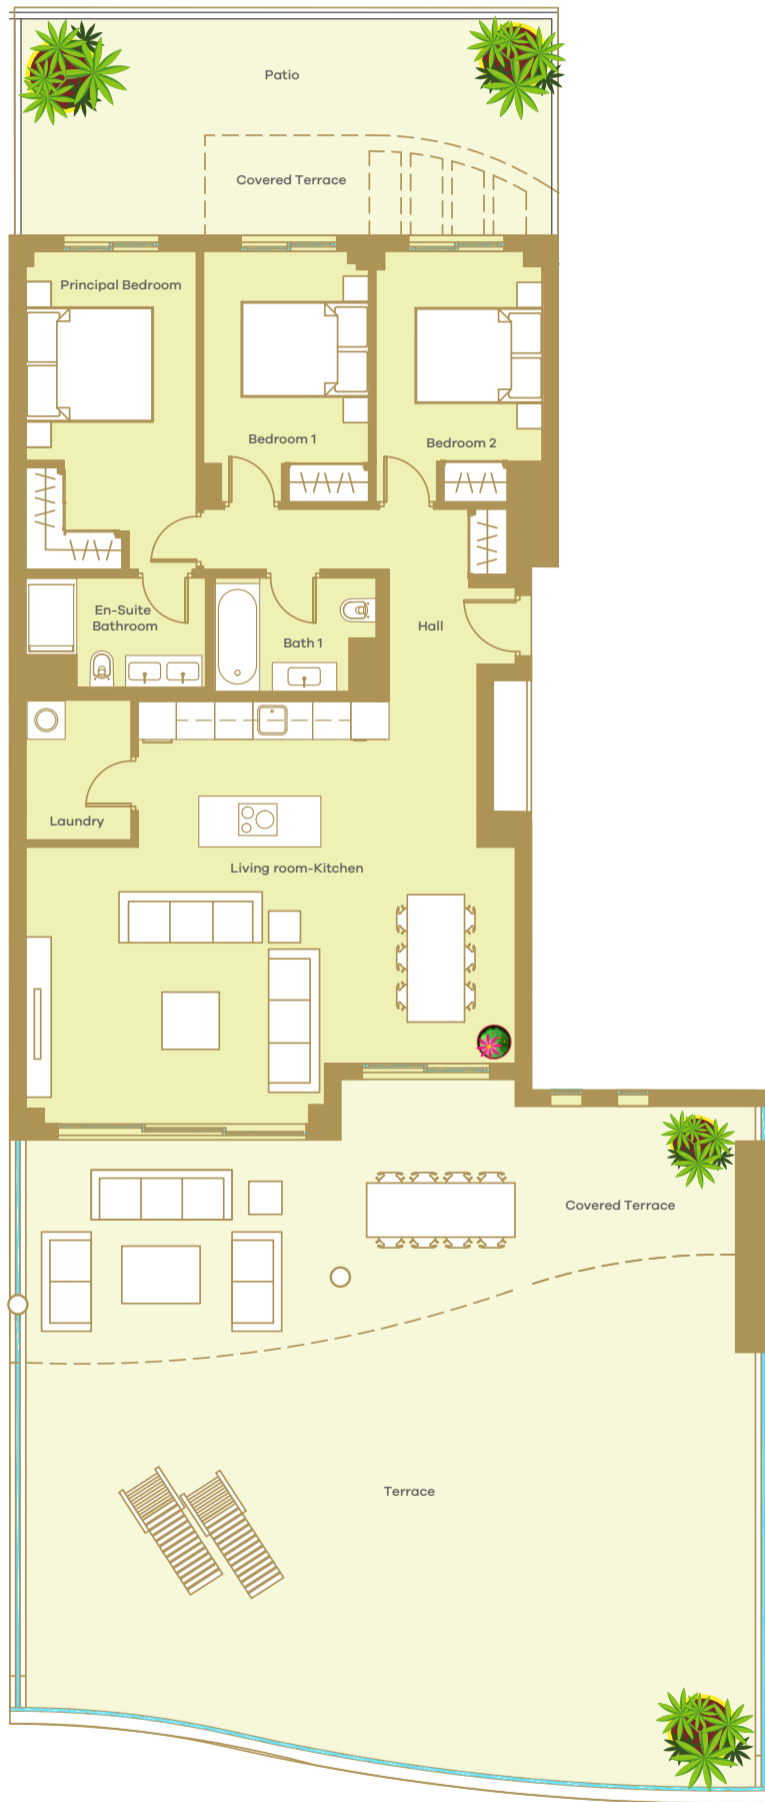 Patio
Covered Terrace
Principal Bedroom
Bedroom 1
Bedroom 2
En-Suite
Bathroom
Bath 1
Hall
Laundry
Living room-Kitchen
Covered Terrace
Terrace